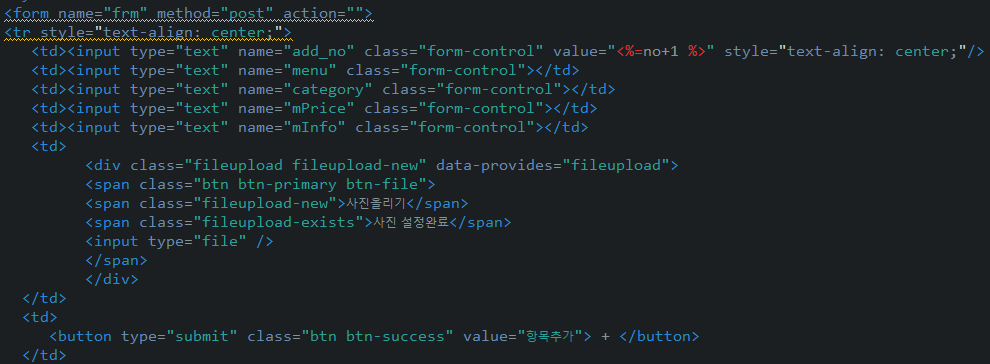 <form name="frm" method="post" action="">
<tr style="text-align: center;">
<td><input type="text" name="add_no" class="form-control" value="<%=no+1 %>" style="text-align: center;"/>
<td><input type="text" name="menu" class="form-control"></td>
<td><input type="text" name="category" class="form-control"></td>
<td><input type="text" name="mPrice" class="form-control"></td>
<td><input type="text" name="mInfo" class="form-control"></td>
<td>
<div class="fileupload fileupload-new" data-provides="fileupload">
<span class="btn btn-primary btn-file">
<span class="fileupload-new">사진올리기</span>
<span class="fileupload-exists">사진 설정완료</span>
<input type="file" />
</span>
</div>
</td>
<td>
<button type="submit" class="btn btn-success" value="항목추가"> + </button>
</td>